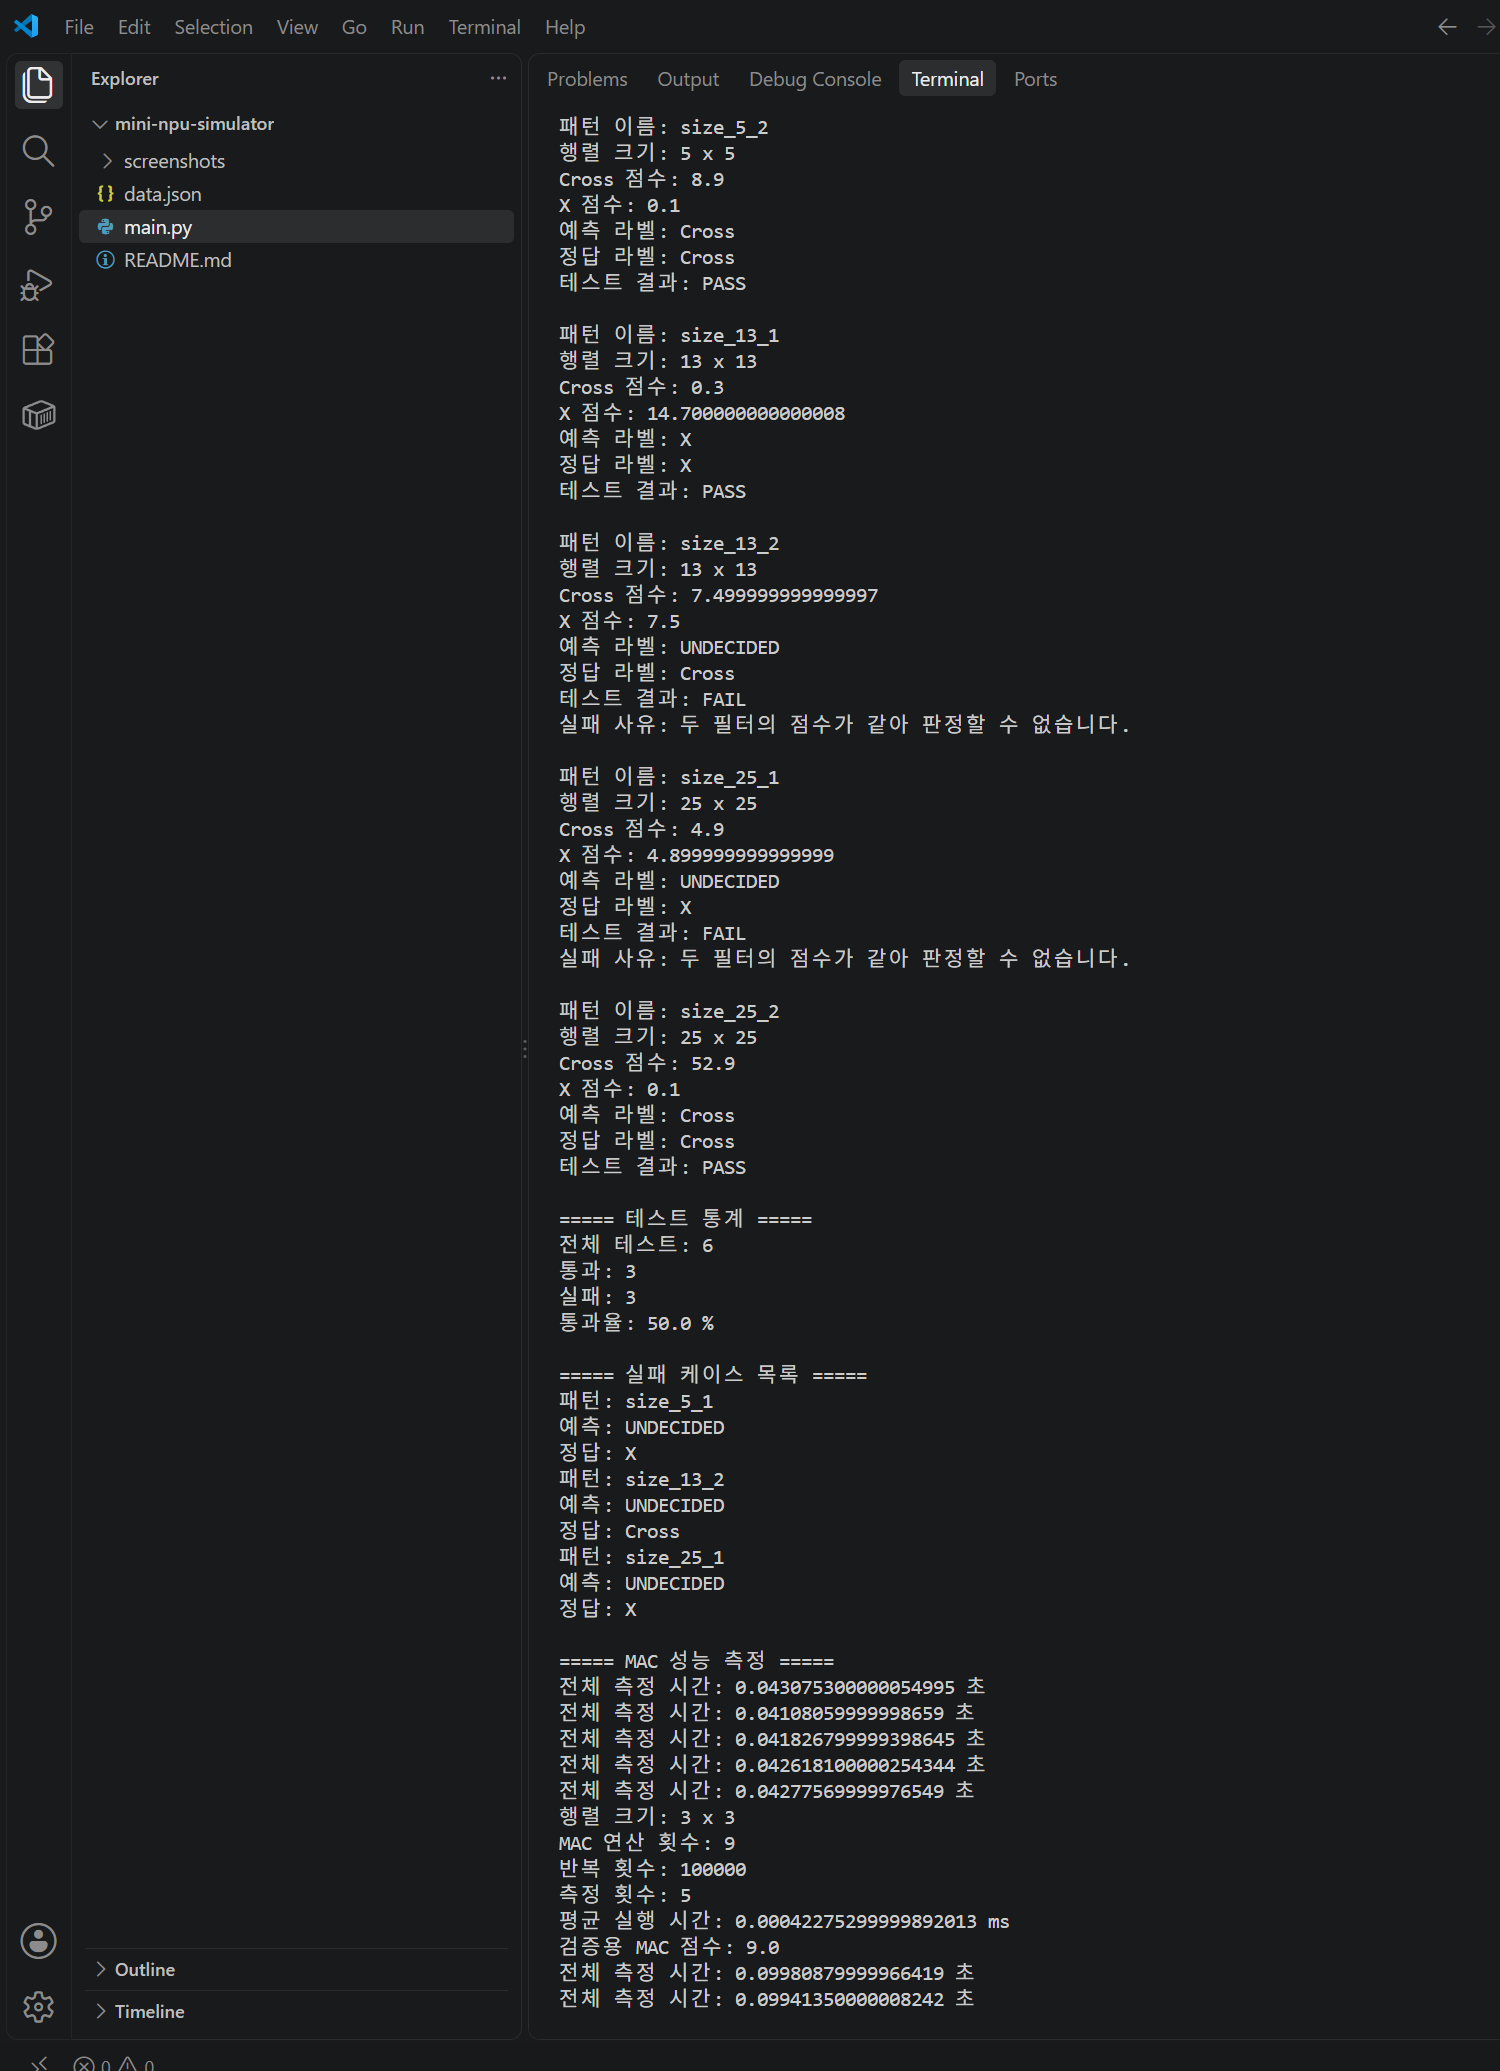 File Edit Selection View Go Run Terminal Help
Explorer
mini-npu-simulator
screenshots
data.json
main.py
README.md
Outline
Timeline
Problems Output Debug Console Terminal Ports
패턴 이름: size_5_2
행렬 크기: 5 x 5
Cross 점수: 8.9
X 점수: 0.1
예측 라벨: Cross
정답 라벨: Cross
테스트 결과: PASS
패턴 이름: size_13_1
행렬 크기: 13 x 13
Cross 점수: 0.3
X 점수: 14.700000000000008
예측 라벨: X
정답 라벨: X
테스트 결과: PASS
패턴 이름: size_13_2
행렬 크기: 13 x 13
Cross 점수: 7.499999999999997
X 점수: 7.5
예측 라벨: UNDECIDED
정답 라벨: Cross
테스트 결과: FAIL
실패 사유: 두 필터의 점수가 같아 판정할 수 없습니다.
패턴 이름: size_25_1
행렬 크기: 25 x 25
Cross 점수: 4.9
X 점수: 4.899999999999999
예측 라벨: UNDECIDED
정답 라벨: X
테스트 결과: FAIL
실패 사유: 두 필터의 점수가 같아 판정할 수 없습니다.
패턴 이름: size_25_2
행렬 크기: 25 x 25
Cross 점수: 52.9
X 점수: 0.1
예측 라벨: Cross
정답 라벨: Cross
테스트 결과: PASS
===== 테스트 통계 =====
전체 테스트: 6
통과: 3
실패: 3
통과율: 50.0 %
===== 실패 케이스 목록 =====
패턴: size_5_1
예측: UNDECIDED
정답: X
패턴: size_13_2
예측: UNDECIDED
정답: Cross
패턴: size_25_1
예측: UNDECIDED
정답: X
===== MAC 성능 측정 =====
전체 측정 시간: 0.043075300000054995 초
전체 측정 시간: 0.04108059999998659 초
전체 측정 시간: 0.041826799999398645 초
전체 측정 시간: 0.042618100000254344 초
전체 측정 시간: 0.04277569999976549 초
행렬 크기: 3 x 3
MAC 연산 횟수: 9
반복 횟수: 100000
측정 횟수: 5
평균 실행 시간: 0.00042275299999892013 ms
검증용 MAC 점수: 9.0
전체 측정 시간: 0.09980879999966419 초
전체 측정 시간: 0.09941350000008242 초
0 0